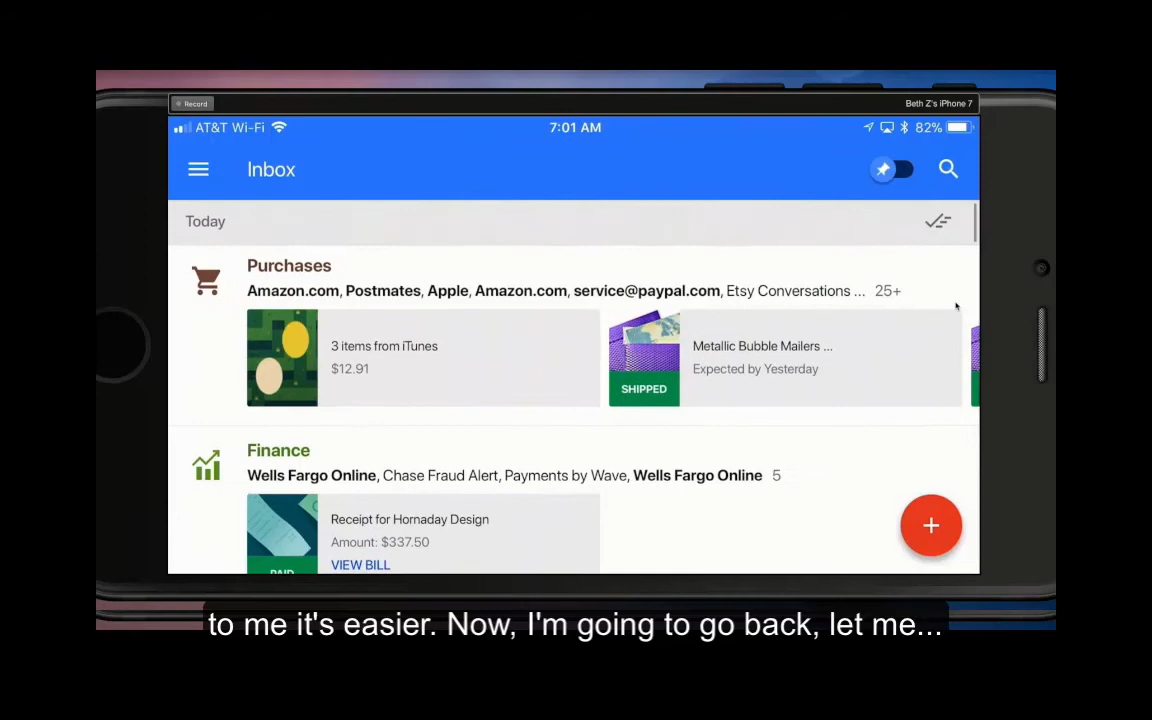 Record
Beth Z's iPhone 7
AT&T Wi-Fi 7:01 AM 82%
Inbox
Today
Purchases
Amazon.com, Postmates, Apple, Amazon.com, service@paypal.com, Etsy Conversations ... 25+
3 items from iTunes
$12.91
SHIPPED
Metallic Bubble Mailers ...
Expected by Yesterday
Finance
Wells Fargo Online, Chase Fraud Alert, Payments by Wave, Wells Fargo Online 5
Receipt for Hornaday Design
Amount: $337.50
VIEW BILL
PAID
to me it's easier. Now, I'm going to go back, let me...